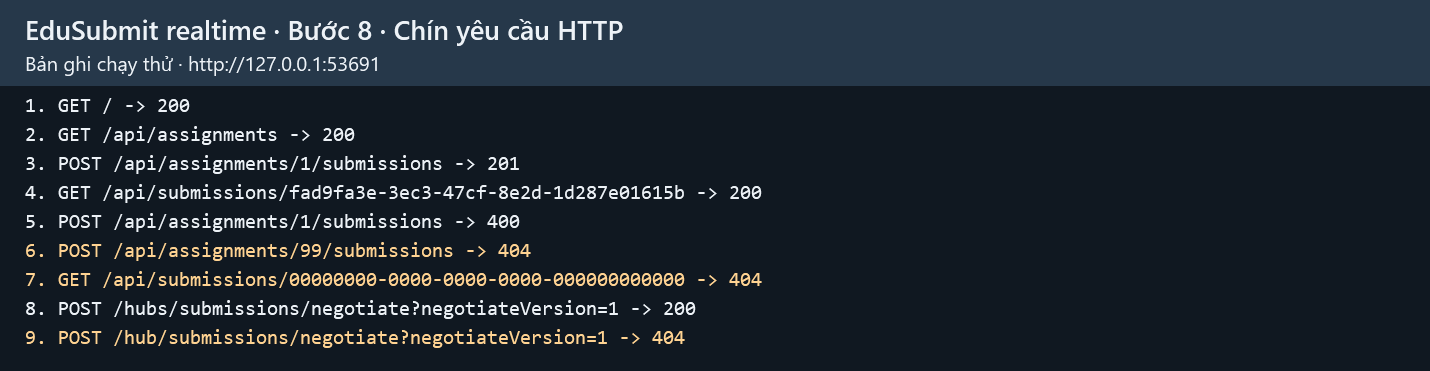 EduSubmit realtime · Bước 8 · Chín yêu cầu HTTP
Bản ghi chạy thử · http://127.0.0.1:53691
1. GET / -> 200
2. GET /api/assignments -> 200
3. POST /api/assignments/1/submissions -> 201
4. GET /api/submissions/fad9fa3e-3ec3-47cf-8e2d-1d287e01615b -> 200
5. POST /api/assignments/1/submissions -> 400
6. POST /api/assignments/99/submissions -> 404
7. GET /api/submissions/00000000-0000-0000-0000-000000000000 -> 404
8. POST /hubs/submissions/negotiate?negotiateVersion=1 -> 200
9. POST /hub/submissions/negotiate?negotiateVersion=1 -> 404